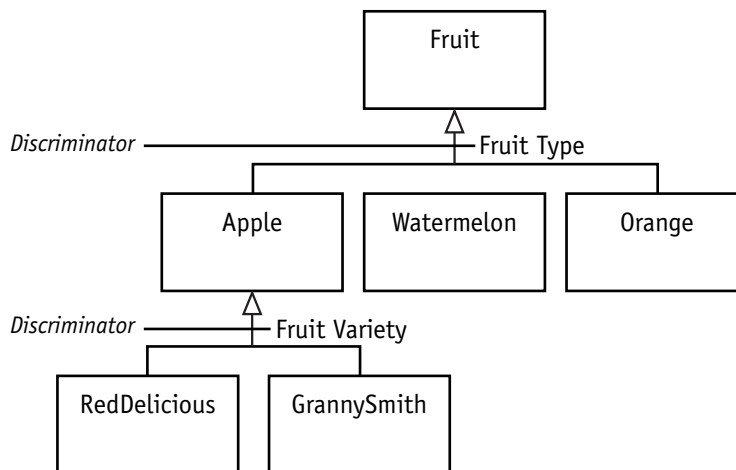 Fruit
Discriminator
Fruit Type
Apple
Watermelon
Orange
Discriminator
Fruit Variety
RedDelicious
GrannySmith